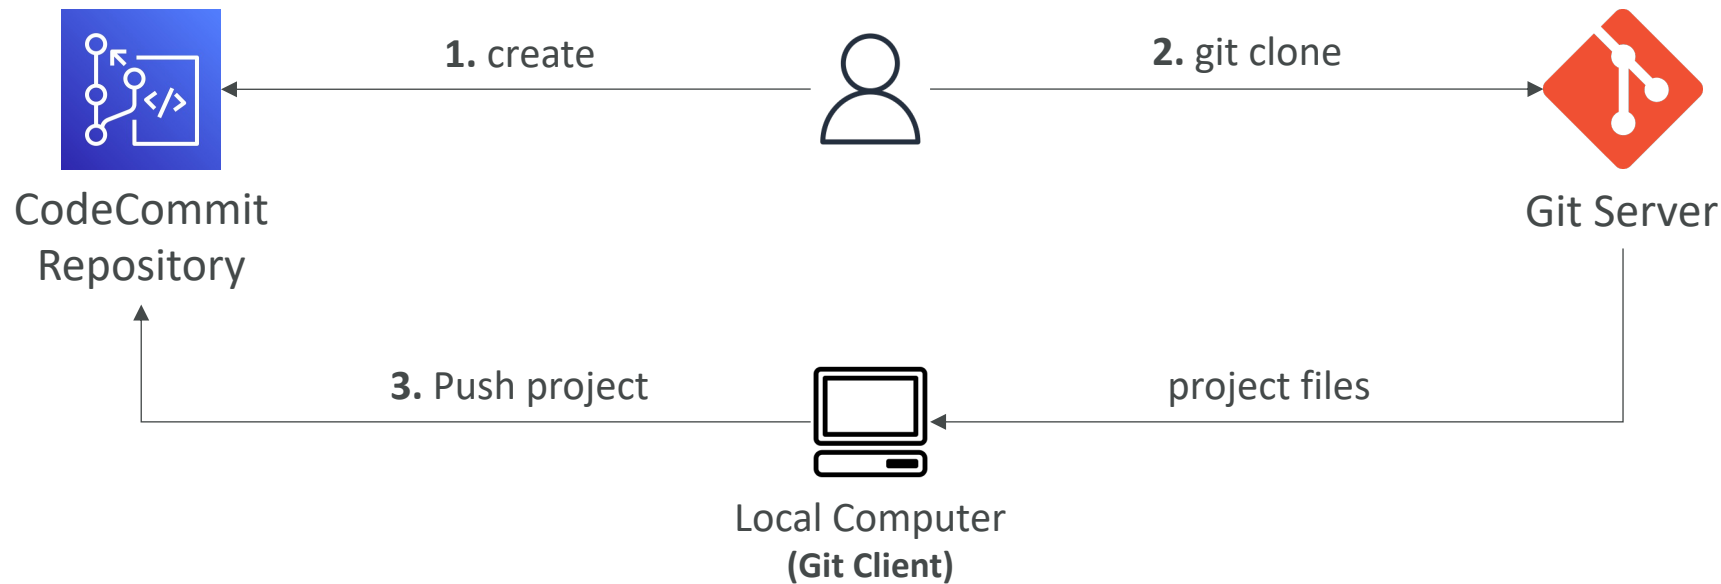 1. create
2. git clone
CodeCommit
Repository
Git Server
3. Push project
project files
Local Computer
(Git Client)